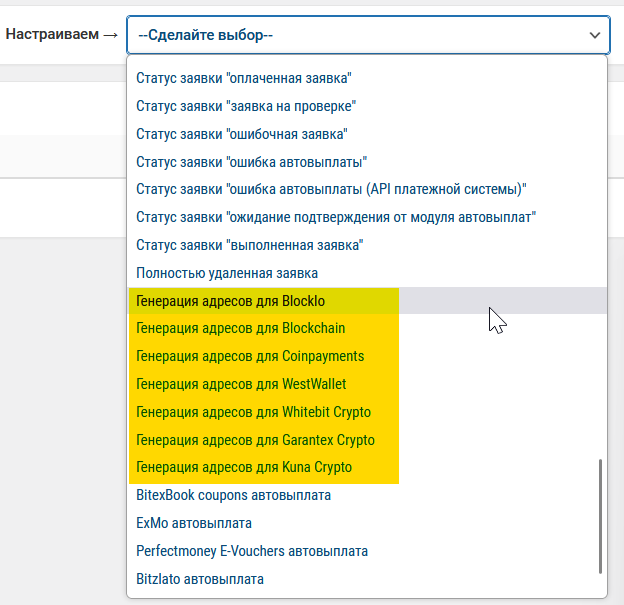 Настраиваем → --Сделайте выбор--
Статус заявки "оплаченная заявка"
Статус заявки "заявка на проверке"
Статус заявки "ошибочная заявка"
Статус заявки "ошибка автовыплаты"
Статус заявки "ошибка автовыплаты (API платежной системы)"
Статус заявки "ожидание подтверждения от модуля автовыплат"
Статус заявки "выполненная заявка"
Полностью удаленная заявка
Генерация адресов для BlockIo
Генерация адресов для Blockchain
Генерация адресов для Coinpayments
Генерация адресов для WestWallet
Генерация адресов для Whitebit Crypto
Генерация адресов для Garantex Crypto
Генерация адресов для Kuna Crypto
BitexBook coupons автовыплата
ExMo автовыплата
Perfectmoney E-Vouchers автовыплата
Bitzlato автовыплата